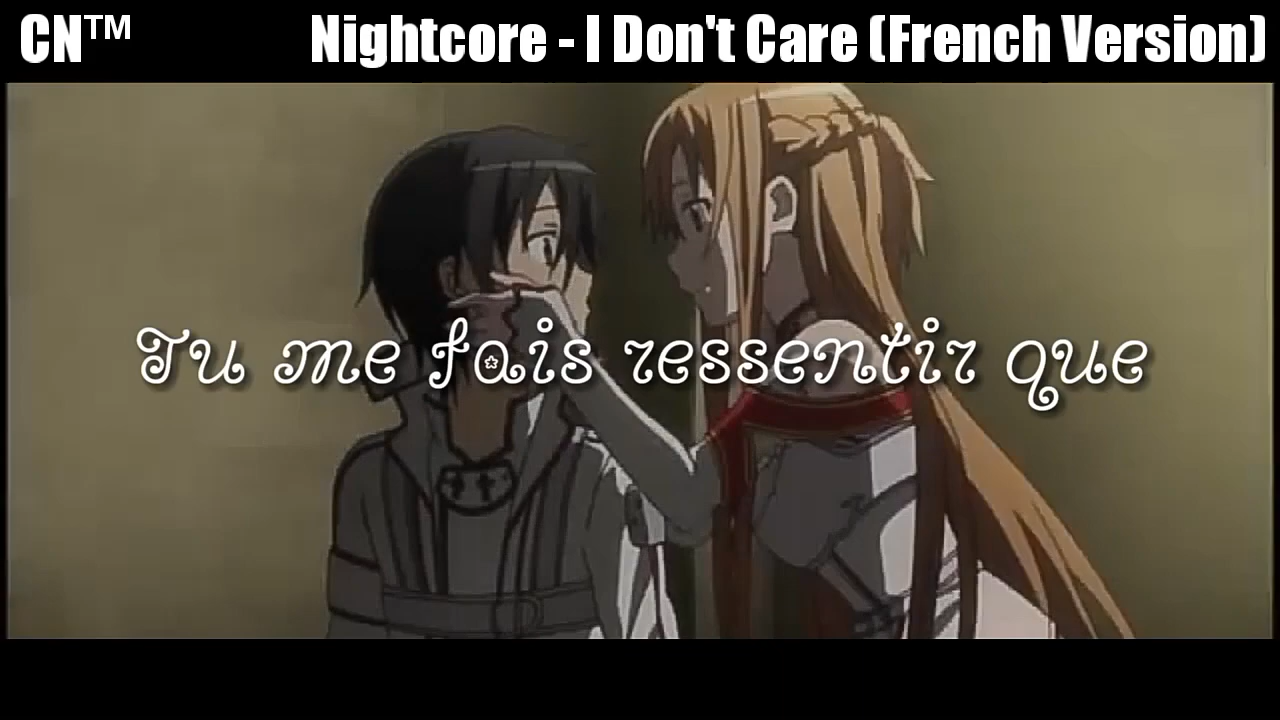 CN™ Nightcore - I Don't Care (French Version)
Tu me fais ressentir que